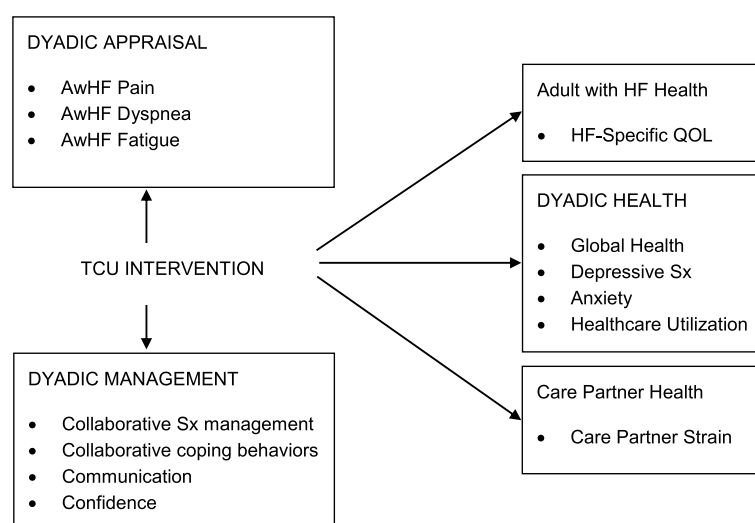 DYADIC APPRAISAL
• AwHF Pain
• AwHF Dyspnea
• AwHF Fatigue
TCU INTERVENTION
DYADIC MANAGEMENT
• Collaborative Sx management
• Collaborative coping behaviors
• Communication
• Confidence
Adult with HF Health
• HF-Specific QOL
DYADIC HEALTH
• Global Health
• Depressive Sx
• Anxiety
• Healthcare Utilization
Care Partner Health
• Care Partner Strain